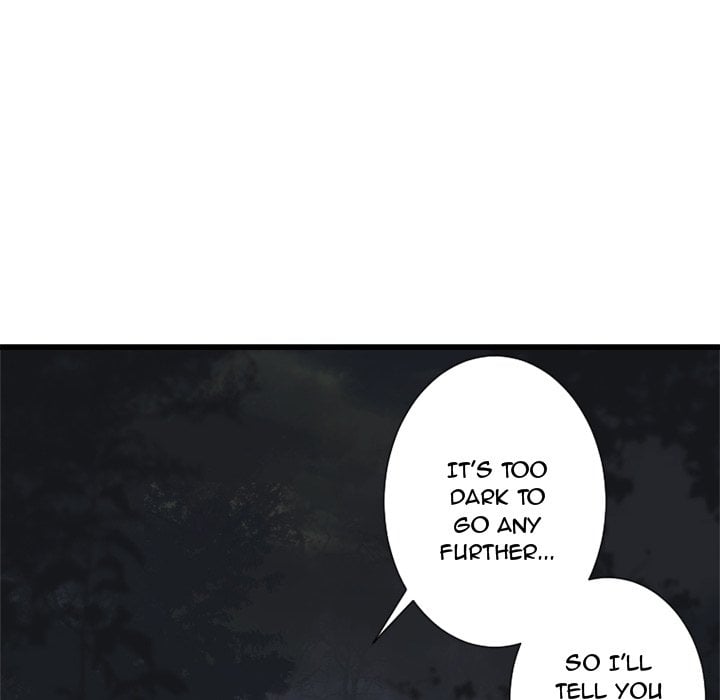 IT'S TOO
DARK TO
GO ANY
FURTHER...
SO I'LL
TELL YOU